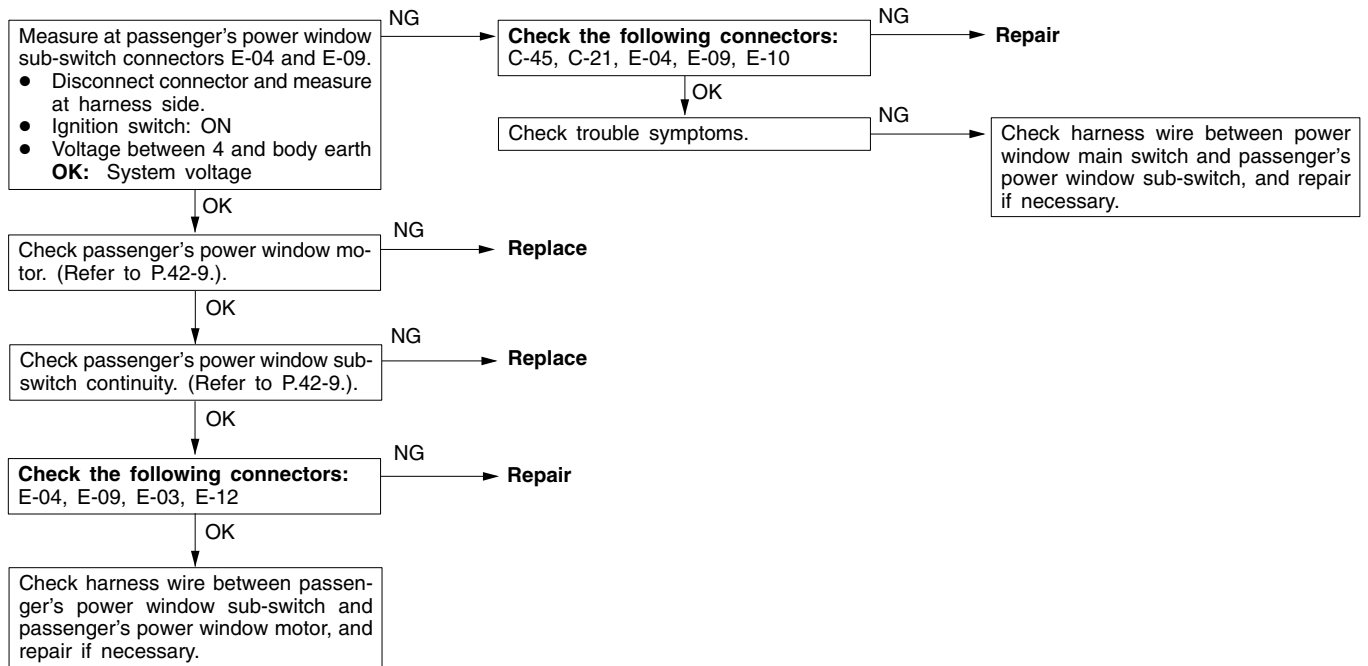 Measure at passenger's power window
sub-switch connectors E-04 and E-09.
● Disconnect connector and measure
at harness side.
● Ignition switch: ON
● Voltage between 4 and body earth
OK: System voltage
NG
Check the following connectors:
C-45, C-21, E-04, E-09, E-10
NG
Repair
OK
Check trouble symptoms.
NG
Check harness wire between power
window main switch and passenger's
power window sub-switch, and repair
if necessary.
OK
Check passenger's power window mo-
tor. (Refer to P.42-9.).
NG
Replace
OK
Check passenger's power window sub-
switch continuity. (Refer to P.42-9.).
NG
Replace
OK
Check the following connectors:
E-04, E-09, E-03, E-12
NG
Repair
OK
Check harness wire between passen-
ger's power window sub-switch and
passenger's power window motor, and
repair if necessary.